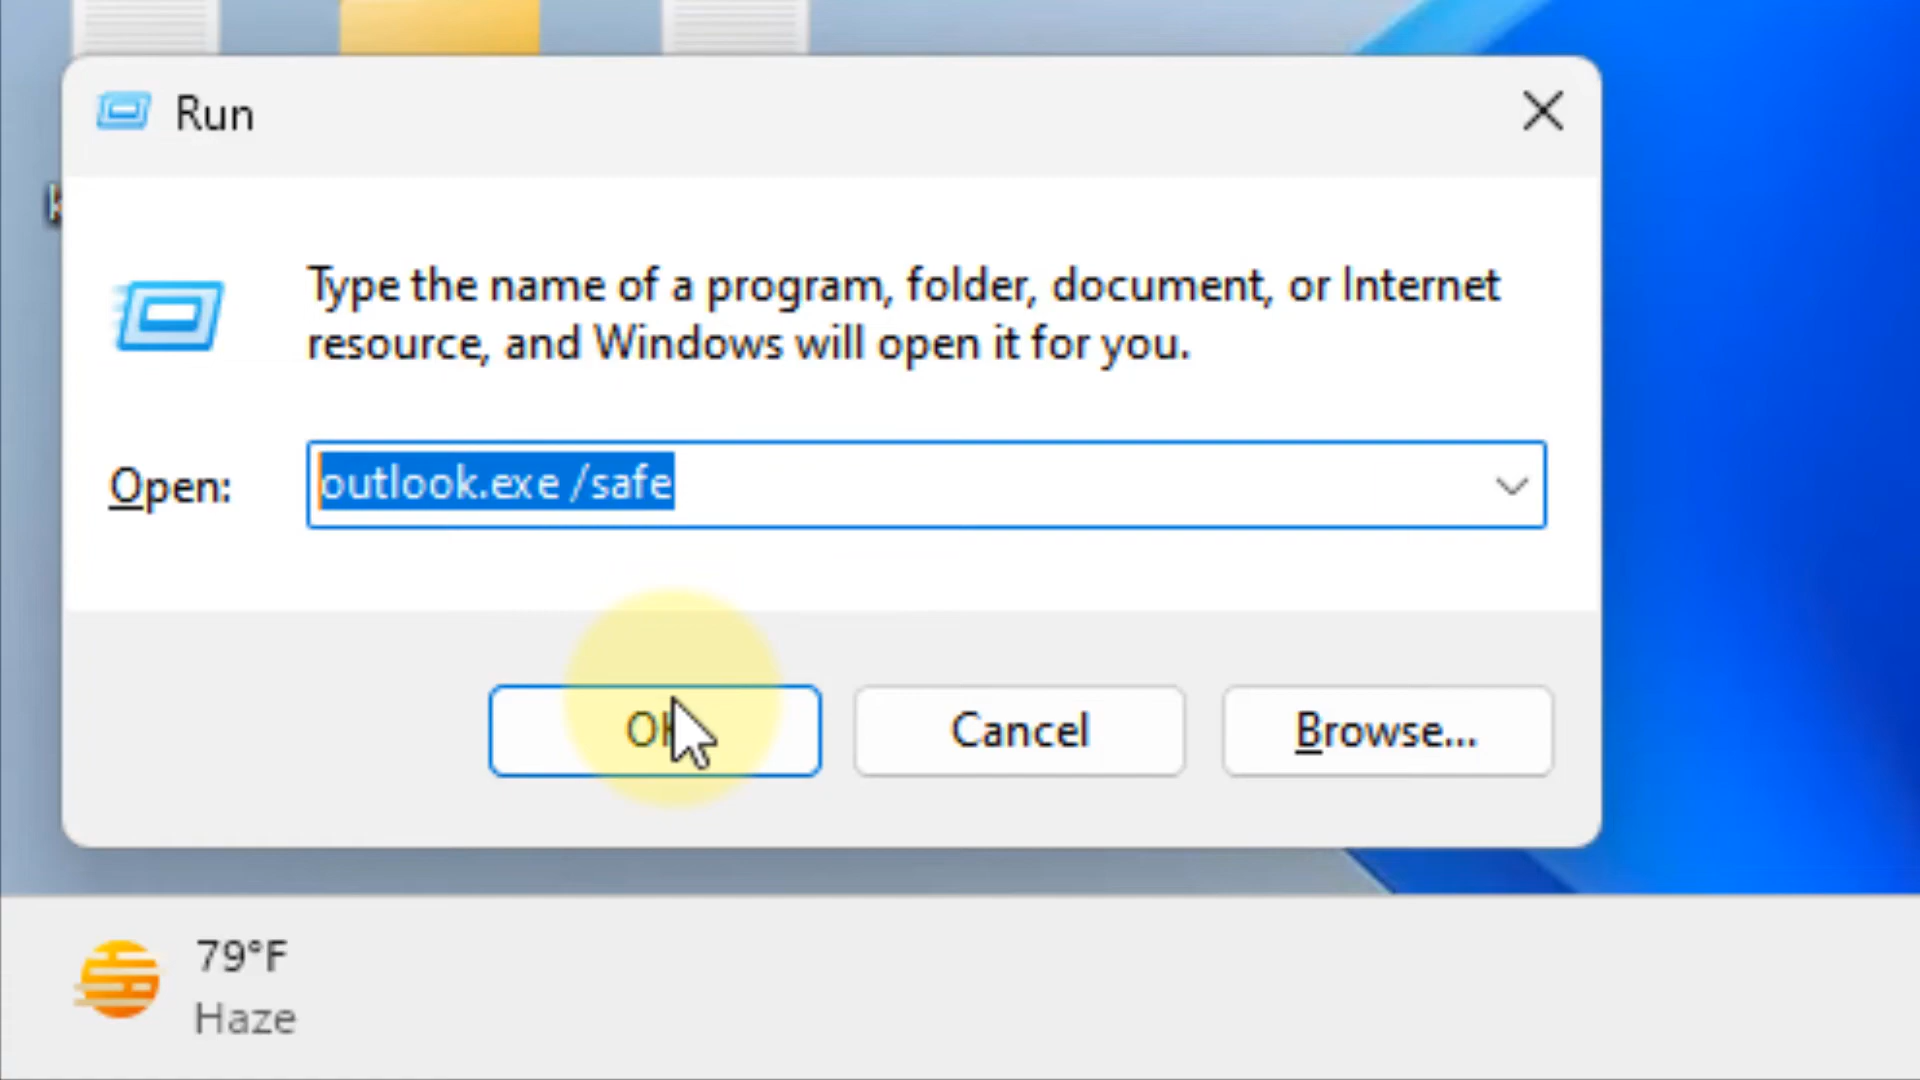 Run
Type the name of a program, folder, document, or Internet
resource, and Windows will open it for you.
Open:
outlook.exe /safe
OK
Cancel
Browse...
79°F
Haze